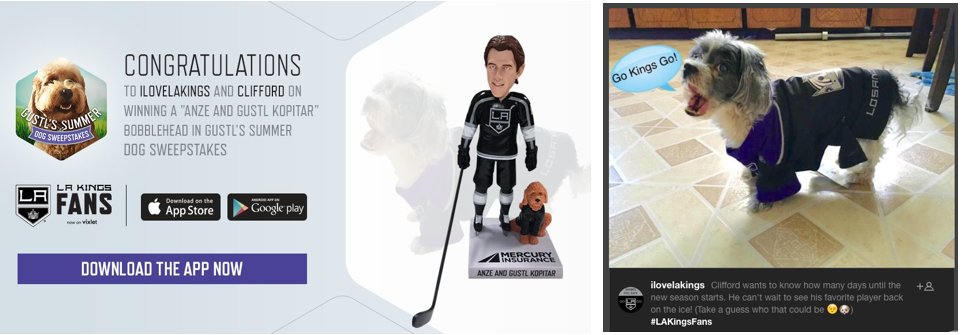 CONGRATULATIONS
TO ILOVELAKINGS AND CLIFFORD ON
WINNING A "ANZE AND GUSTL KOPITAR"
BOBBLEHEAD IN GUSTL'S SUMMER
DOG SWEEPSTAKES
GUSTL'S SUMMER
DOG SWEEPSTAKES
LA
LA KINGS
FANS
now on vixlet
Download on the
App Store
ANDROID APP ON
Google play
DOWNLOAD THE APP NOW
LA
MERCURY
INSURANCE
ANZE AND GUSTL KOPITAR
Go Kings Go!
ilovelakings Clifford wants to know how many days until the
new season starts. He can't wait to see his favorite player back
on the ice! (Take a guess who that could be 😗🐶)
#LAKingsFans